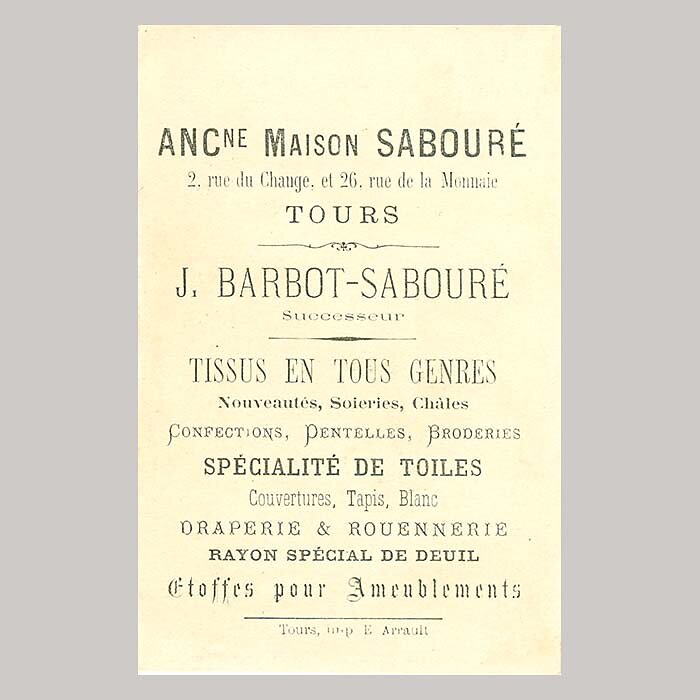 ANCNE MAISON SABOURÉ
2, rue du Change, et 26, rue de la Monnaie
TOURS
J. BARBOT-SABOURÉ
Successeur
TISSUS EN TOUS GENRES
Nouveautés, Soieries, Châles
CONFECTIONS, DENTELLES, BRODERIES
SPÉCIALITÉ DE TOILES
Couvertures, Tapis, Blanc
DRAPERIE & ROUENNERIE
RAYON SPÉCIAL DE DEUIL
Etoffes pour Ameublements
Tours, imp E Arrault